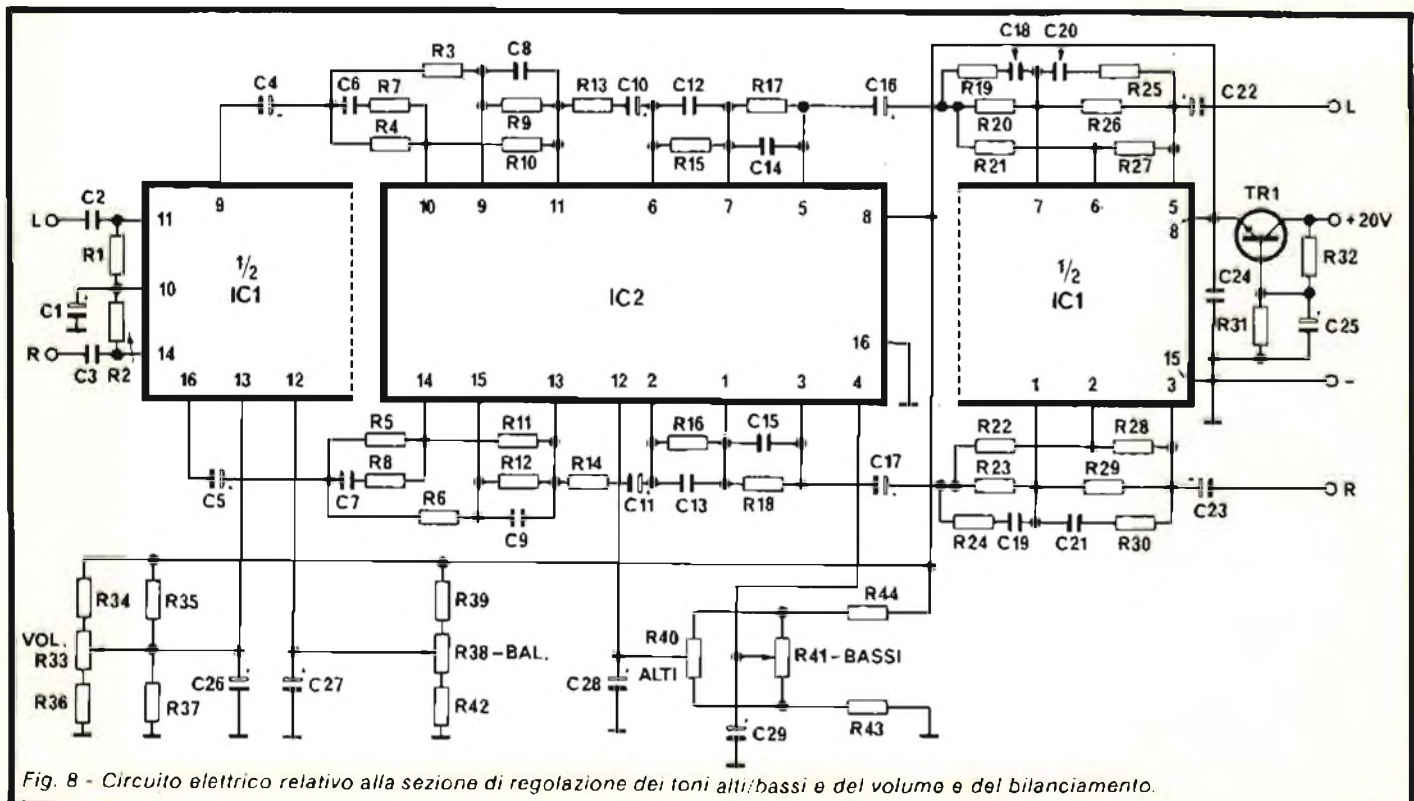 C18 C20
R3 C8
C4 C6 R7 R13 C10 C12 R17 C16 R19 R25 C22
R4 R9 R20 R26 L
R10 R15 C14 R21 R27
9 10 9 11 6 7 5 7 6 5
L C2 11 8 8 TR1 +20V
R1 R32
10 1/2 IC1 IC2 1/2 IC1 C24
C1 R31 C25
R C3 R2 14 16 15 -
16 13 12 14 15 13 12 2 1 3 4 1 2 3
R5 R11 R16 C15 R22 R28
C5 C7 R8 R12 R14 C11 C13 R18 C17 R23 R29 C23 R
R6 C9 R24 C19 C21 R30
R34 R35 R39 R44
VOL. R33 R38-BAL. R40 ALTI R41-BASSI
R36 R37 C26 C27 R42 C28 C29 R43
Fig. 8 - Circuito elettrico relativo alla sezione di regolazione dei toni alti/bassi e del volume e del bilanciamento.